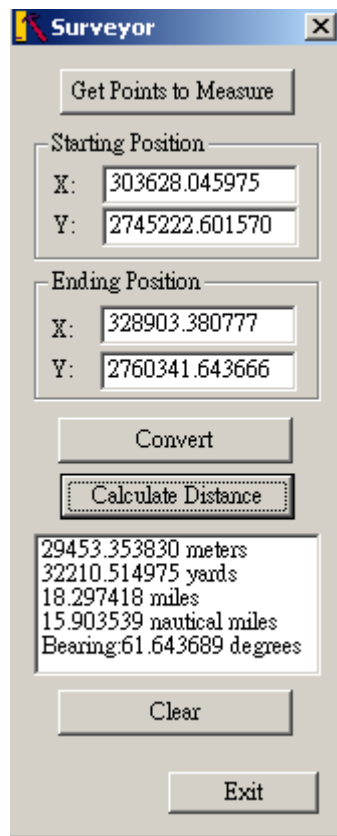 Surveyor
Get Points to Measure
Starting Position
X: 303628.045975
Y: 2745222.601570
Ending Position
X: 328903.380777
Y: 2760341.643666
Convert
Calculate Distance
29453.353830 meters
32210.514975 yards
18.297418 miles
15.903539 nautical miles
Bearing:61.643689 degrees
Clear
Exit